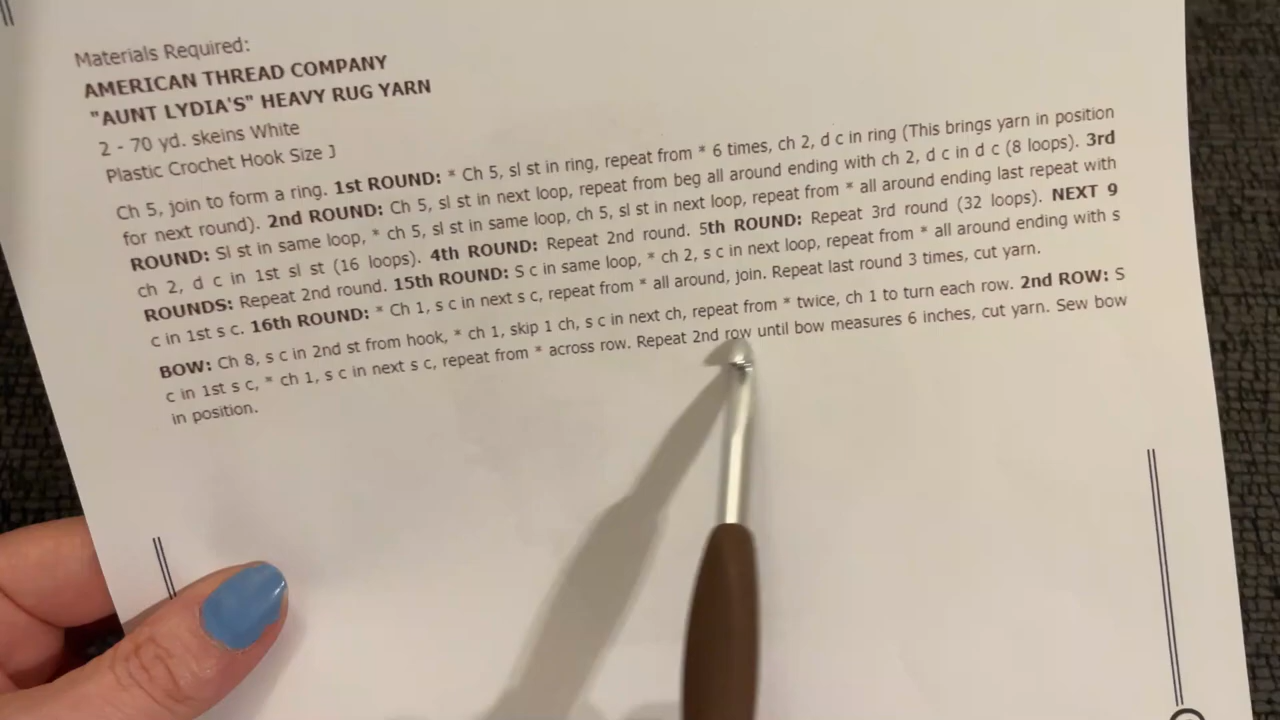 Materials Required:
AMERICAN THREAD COMPANY
"AUNT LYDIA'S" HEAVY RUG YARN
2 - 70 yd. skeins White
Plastic Crochet Hook Size J
Ch 5, join to form a ring. 1st ROUND: * Ch 5, sl st in ring, repeat from * 6 times, ch 2, d c in ring (This brings yarn in position
for next round). 2nd ROUND: Ch 5, sl st in next loop, repeat from beg all around ending with ch 2, d c in d c (8 loops). 3rd
ROUND: Sl st in same loop, * ch 5, sl st in same loop, ch 5, sl st in next loop, repeat from * all around ending last repeat with
ch 2, d c in 1st sl st (16 loops). 4th ROUND: Repeat 2nd round. 5th ROUND: Repeat 3rd round (32 loops). NEXT 9
ROUNDS: Repeat 2nd round. 15th ROUND: S c in same loop, * ch 2, s c in next loop, repeat from * all around ending with s
c in 1st s c. 16th ROUND: * Ch 1, s c in next s c, repeat from * all around, join. Repeat last round 3 times, cut yarn.
BOW: Ch 8, s c in 2nd st from hook, * ch 1, skip 1 ch, s c in next ch, repeat from * twice, ch 1 to turn each row. 2nd ROW: S
c in 1st s c, * ch 1, s c in next s c, repeat from * across row. Repeat 2nd row until bow measures 6 inches, cut yarn. Sew bow
in position.